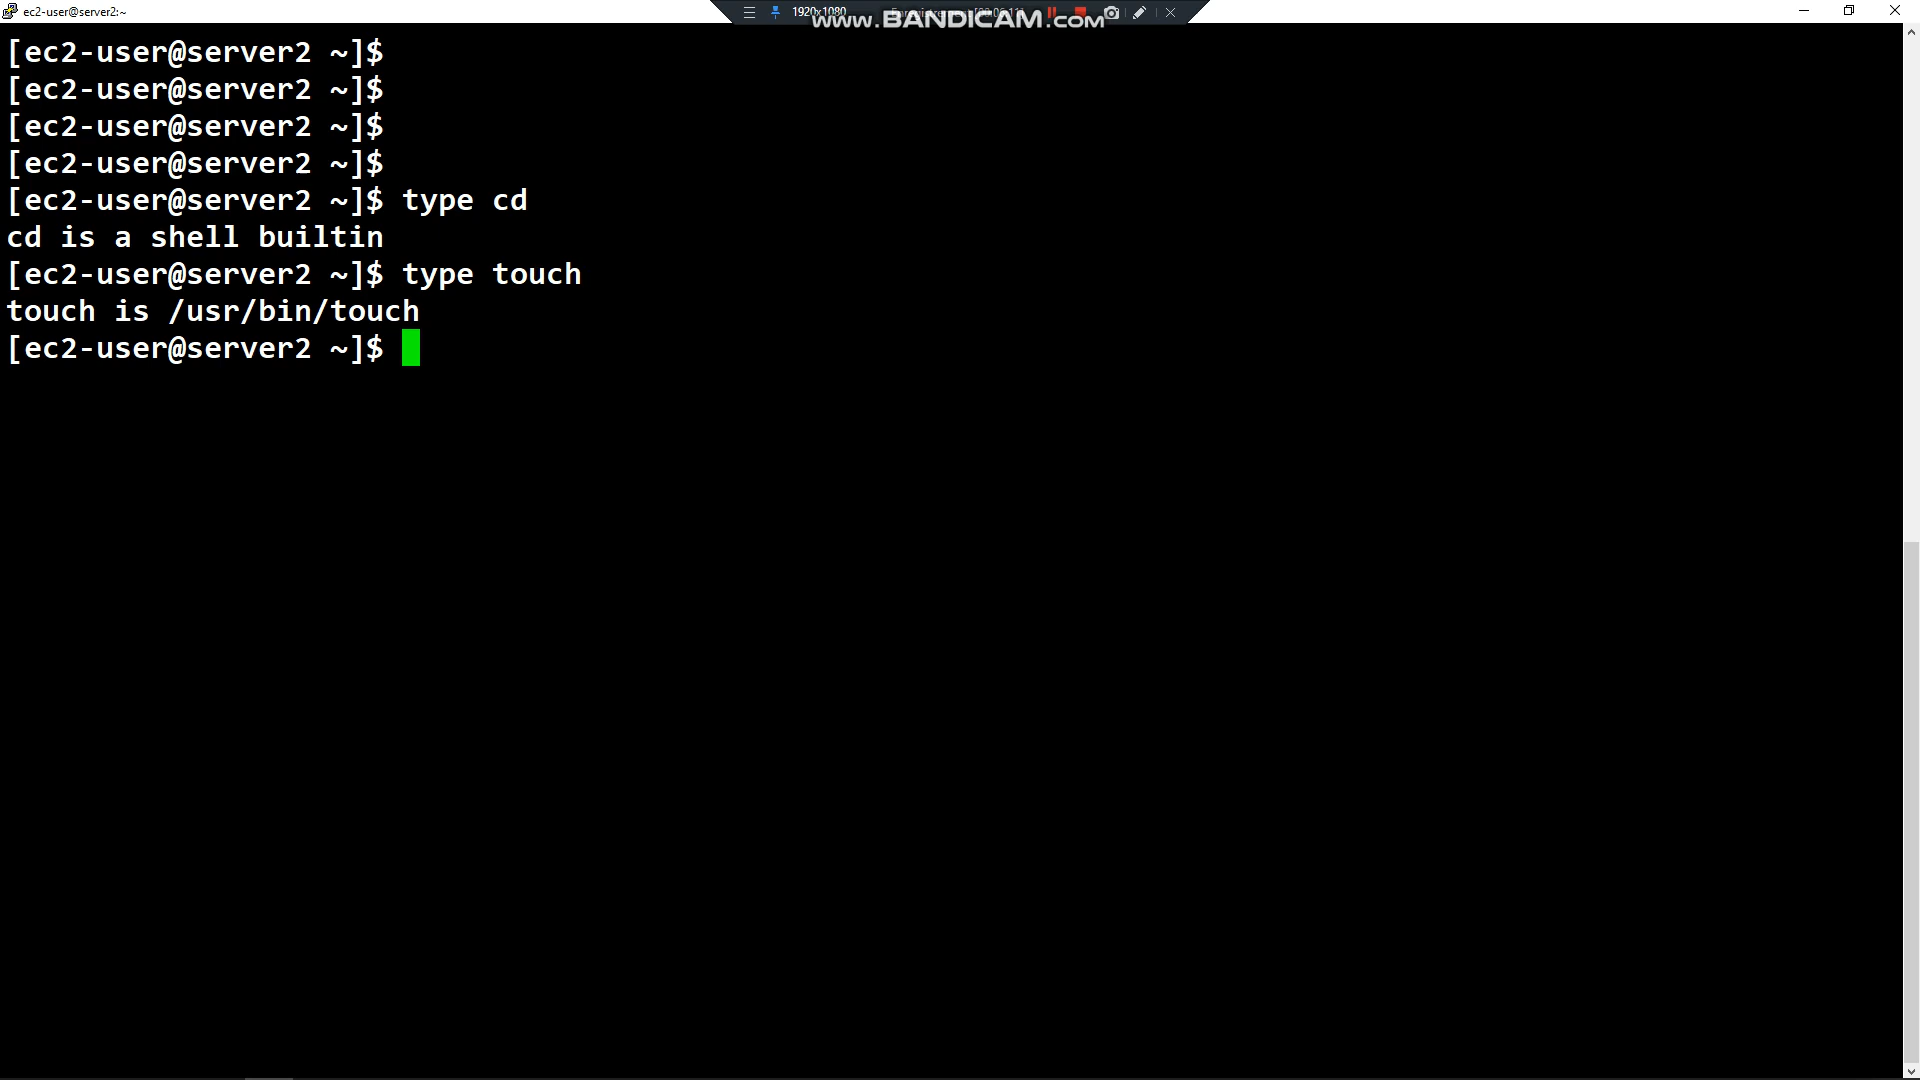 ec2-user@server2:~
1920x1080
www.BANDICAM.com
[ec2-user@server2 ~]$
[ec2-user@server2 ~]$
[ec2-user@server2 ~]$
[ec2-user@server2 ~]$
[ec2-user@server2 ~]$ type cd
cd is a shell builtin
[ec2-user@server2 ~]$ type touch
touch is /usr/bin/touch
[ec2-user@server2 ~]$